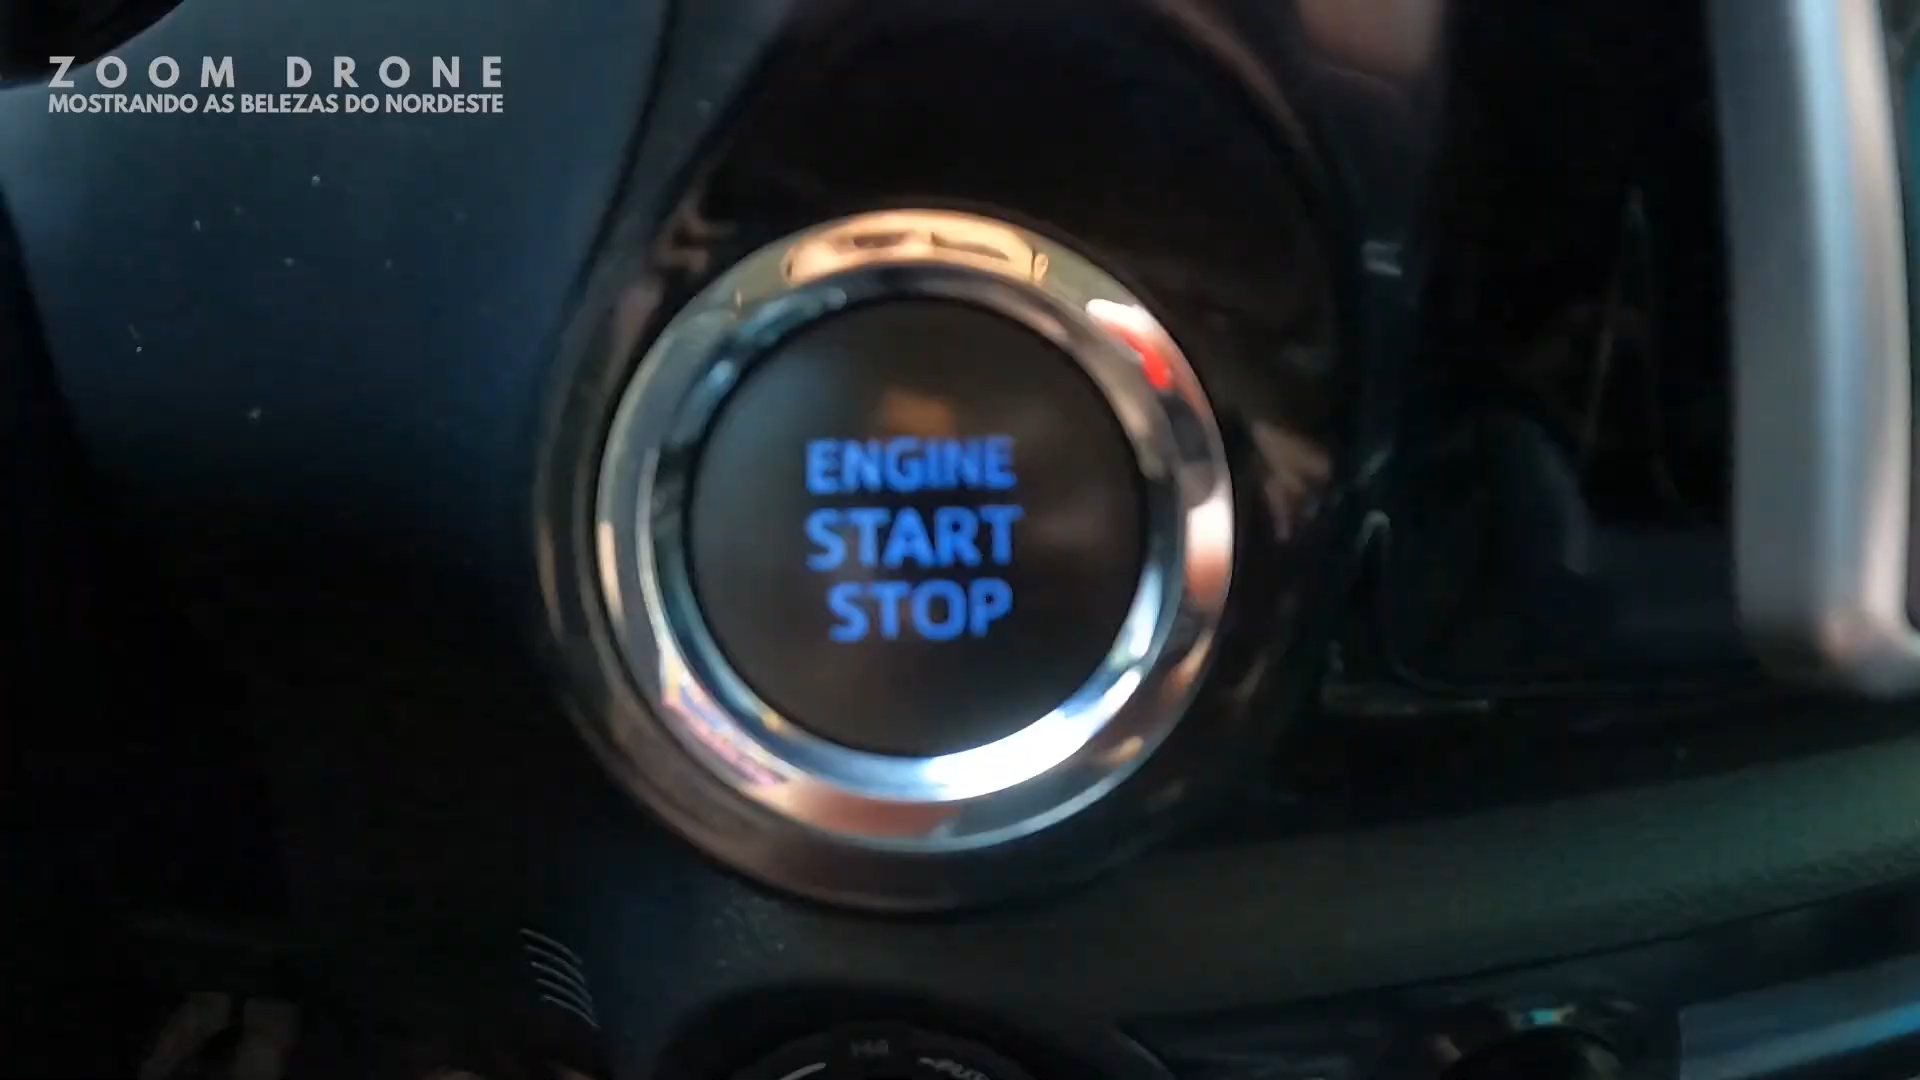 ZOOM DRONE
MOSTRANDO AS BELEZAS DO NORDESTE
ENGINE
START
STOP